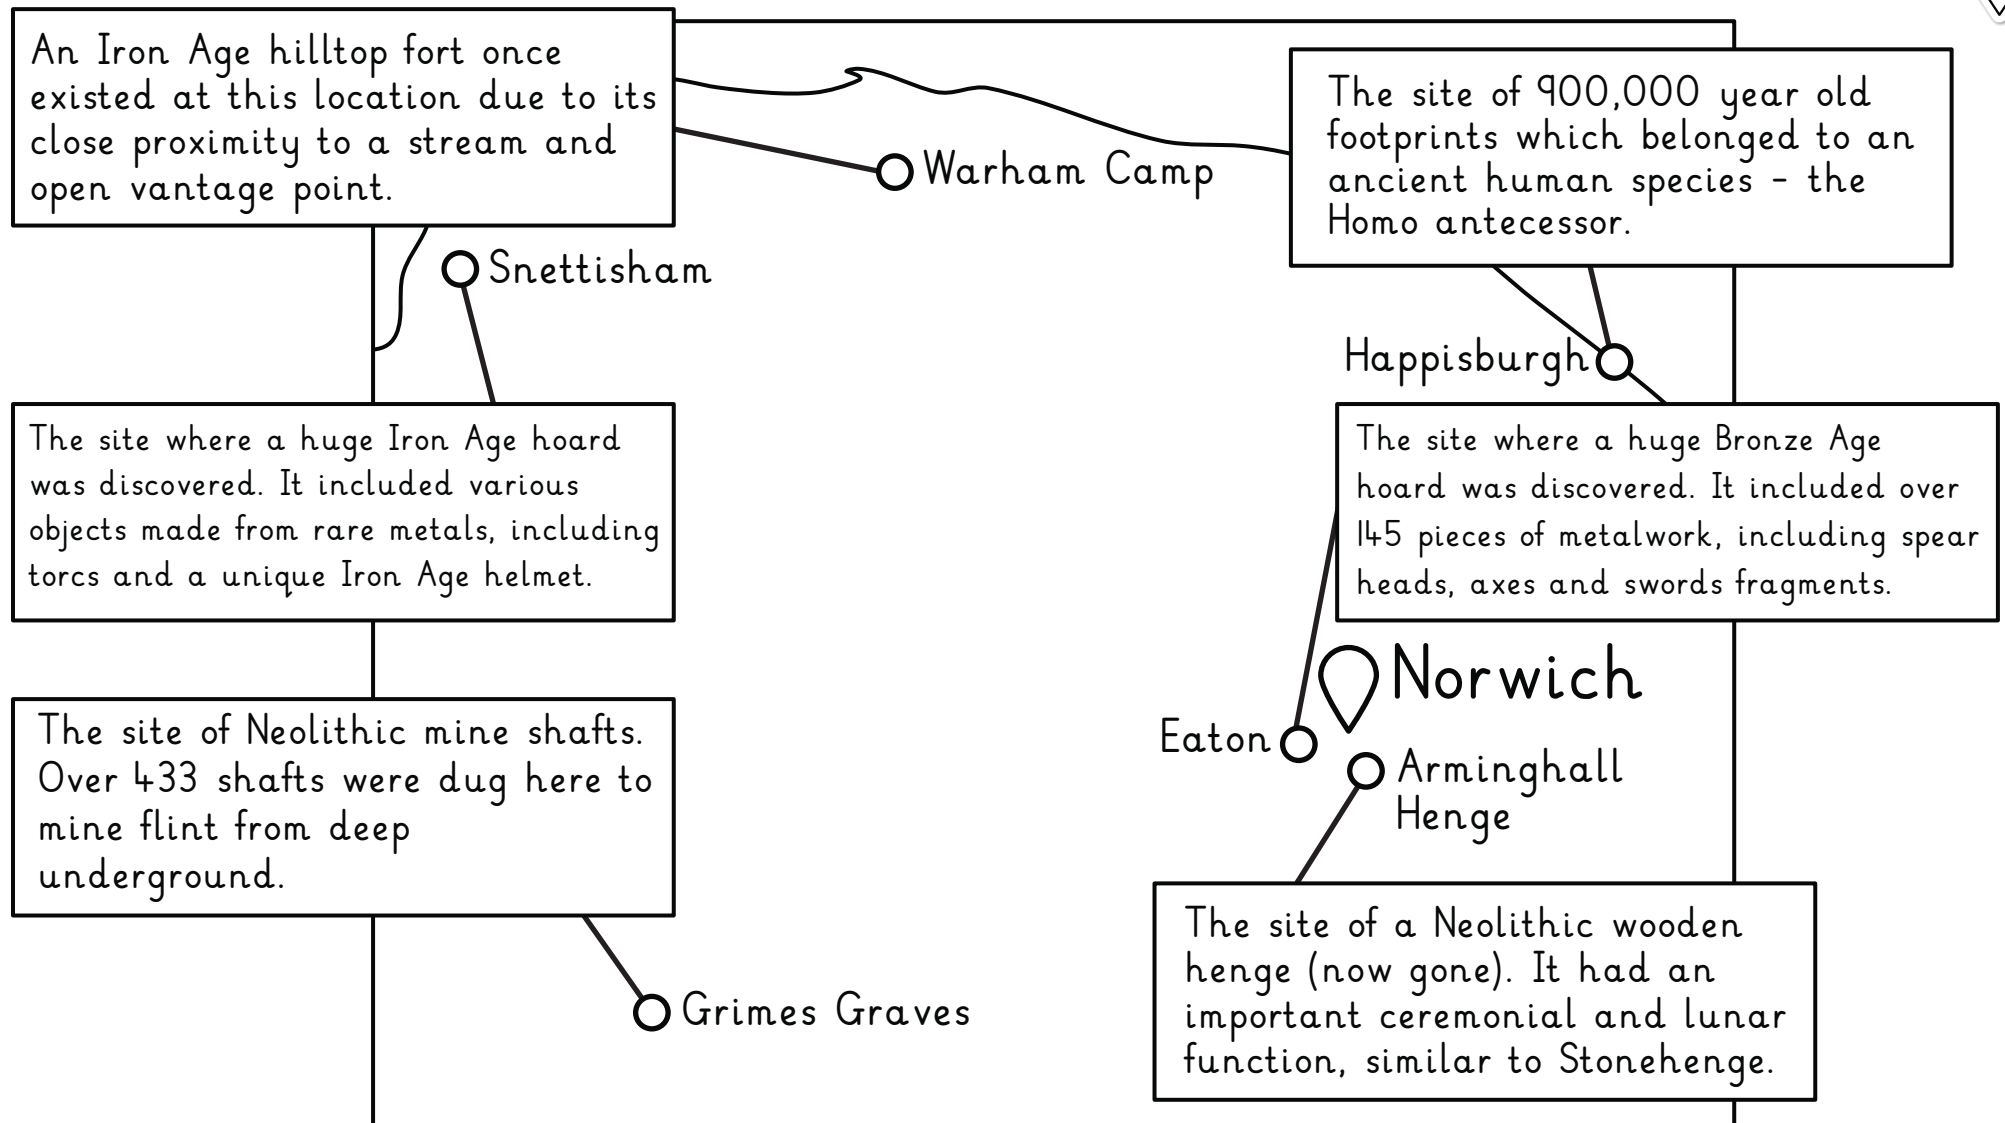 An Iron Age hilltop fort once
existed at this location due to its
close proximity to a stream and
open vantage point.
The site of 900,000 year old
footprints which belonged to an
ancient human species - the
Homo antecessor.
Warham Camp
Snettisham
Happisburgh
The site where a huge Iron Age hoard
was discovered. It included various
objects made from rare metals, including
torcs and a unique Iron Age helmet.
The site where a huge Bronze Age
hoard was discovered. It included over
145 pieces of metalwork, including spear
heads, axes and swords fragments.
Norwich
The site of Neolithic mine shafts.
Over 433 shafts were dug here to
mine flint from deep
underground.
Eaton
Arminghall
Henge
The site of a Neolithic wooden
henge (now gone). It had an
important ceremonial and lunar
function, similar to Stonehenge.
Grimes Graves